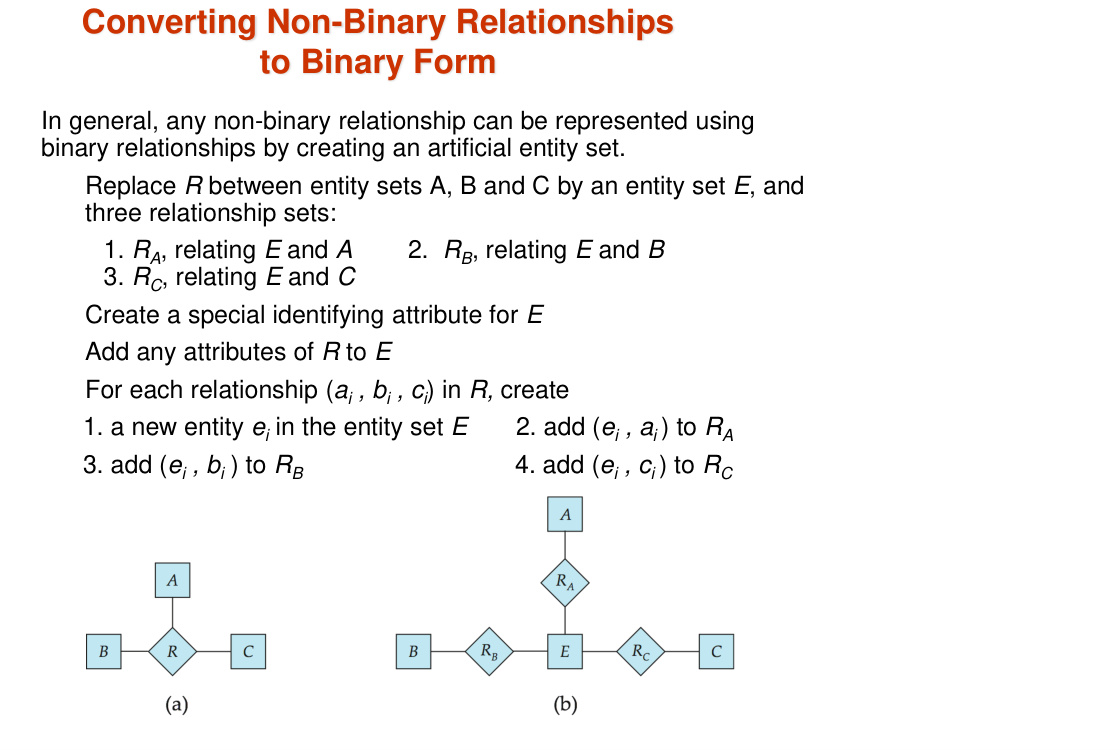 Converting Non-Binary Relationships
to Binary Form
In general, any non-binary relationship can be represented using
binary relationships by creating an artificial entity set.
Replace R between entity sets A, B and C by an entity set E, and
three relationship sets:
1. R_A, relating E and A 2. R_B, relating E and B
3. R_C, relating E and C
Create a special identifying attribute for E
Add any attributes of R to E
For each relationship (a_i , b_i , c_i) in R, create
1. a new entity e_i in the entity set E 2. add (e_i , a_i ) to R_A
3. add (e_i , b_i ) to R_B 4. add (e_i , c_i ) to R_C
A
R_A
A
B R C
B R_B E R_C C
(a) (b)